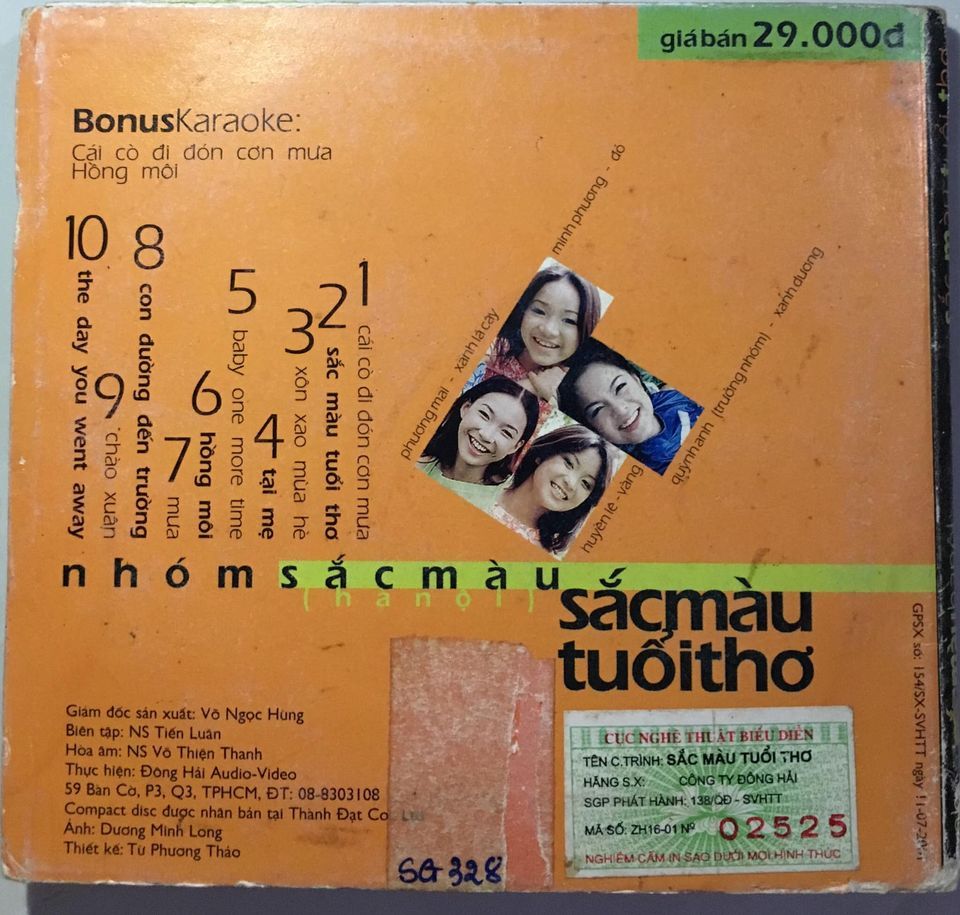 giá bán 29.000đ
BonusKaraoke:
Cái cò đi đón cơn mưa
Hồng môi
1 cái cò đi đón cơn mưa
2 sắc màu tuổi thơ
3 xôn xao mùa hè
4 tại mẹ
5 baby one more time
6 hồng môi
7 mưa
8 con đường đến trường
9 chào xuân
10 the day you went away
minh phương - đỏ
phương mai - xanh lá cây
quỳnh anh (trưởng nhóm) - xanh dương
huyền lê - vàng
nhóm sắc màu
(hà nội)
sắcmàu
tuổithơ
Giám đốc sản xuất: Võ Ngọc Hùng
Biên tập: NS Tiến Luân
Hòa âm: NS Võ Thiện Thanh
Thực hiện: Đông Hải Audio-Video
59 Bàn Cờ, P3, Q3, TPHCM, ĐT: 08-8303108
Compact disc được nhân bản tại Thành Đạt Co. Ltd
Ảnh: Dương Minh Long
Thiết kế: Từ Phương Thảo
SG 328
CỤC NGHỆ THUẬT BIỂU DIỄN
TÊN C.TRÌNH: SẮC MÀU TUỔI THƠ
HÃNG S.X: CÔNG TY ĐÔNG HẢI
SGP PHÁT HÀNH: 138/QĐ - SVHTT
MÃ SỐ: ZH16-01 Nº 02525
NGHIÊM CẤM IN SAO DƯỚI MỌI HÌNH THỨC
GPSX số: 154/SX-SVHTT ngày 11-07-20